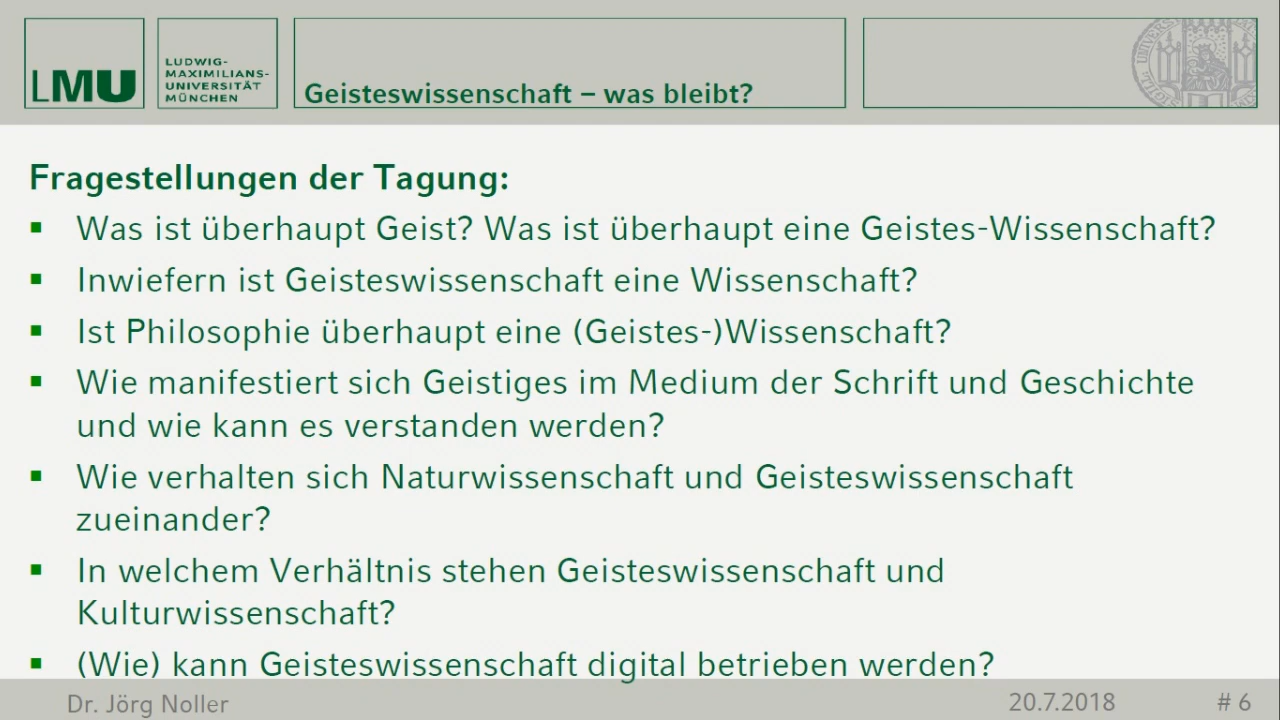 LMU
LUDWIG-
MAXIMILIANS-
UNIVERSITÄT
MÜNCHEN
Geisteswissenschaft – was bleibt?
Fragestellungen der Tagung:
▪ Was ist überhaupt Geist? Was ist überhaupt eine Geistes-Wissenschaft?
▪ Inwiefern ist Geisteswissenschaft eine Wissenschaft?
▪ Ist Philosophie überhaupt eine (Geistes-)Wissenschaft?
▪ Wie manifestiert sich Geistiges im Medium der Schrift und Geschichte
und wie kann es verstanden werden?
▪ Wie verhalten sich Naturwissenschaft und Geisteswissenschaft
zueinander?
▪ In welchem Verhältnis stehen Geisteswissenschaft und
Kulturwissenschaft?
▪ (Wie) kann Geisteswissenschaft digital betrieben werden?
Dr. Jörg Noller
20.7.2018
# 6